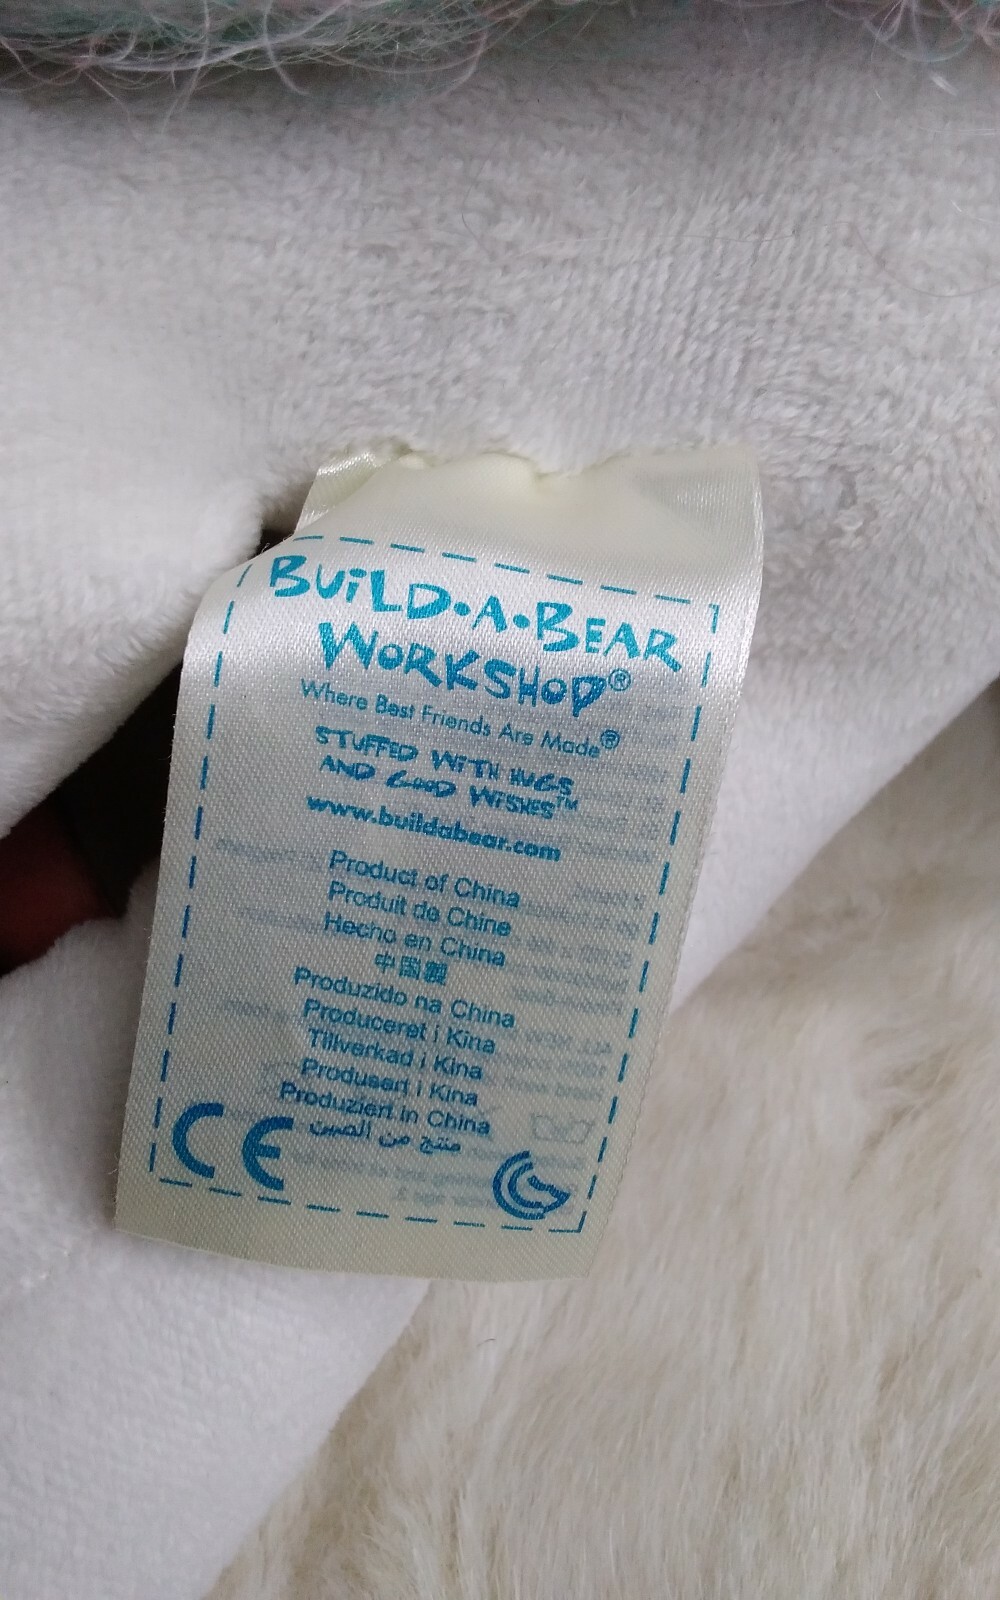 BUiLD•A•BEAR
WORKSHOP®
Where Best Friends Are Made®
STUFFED WITH HUGS
AND GOOD WISHES™
www.buildabear.com
Product of China
Produit de Chine
Hecho en China
中国製
Produzido na China
Produceret i Kina
Tillverkad i Kina
Produsert i Kina
Produziert in China
منتج من الصين
CE